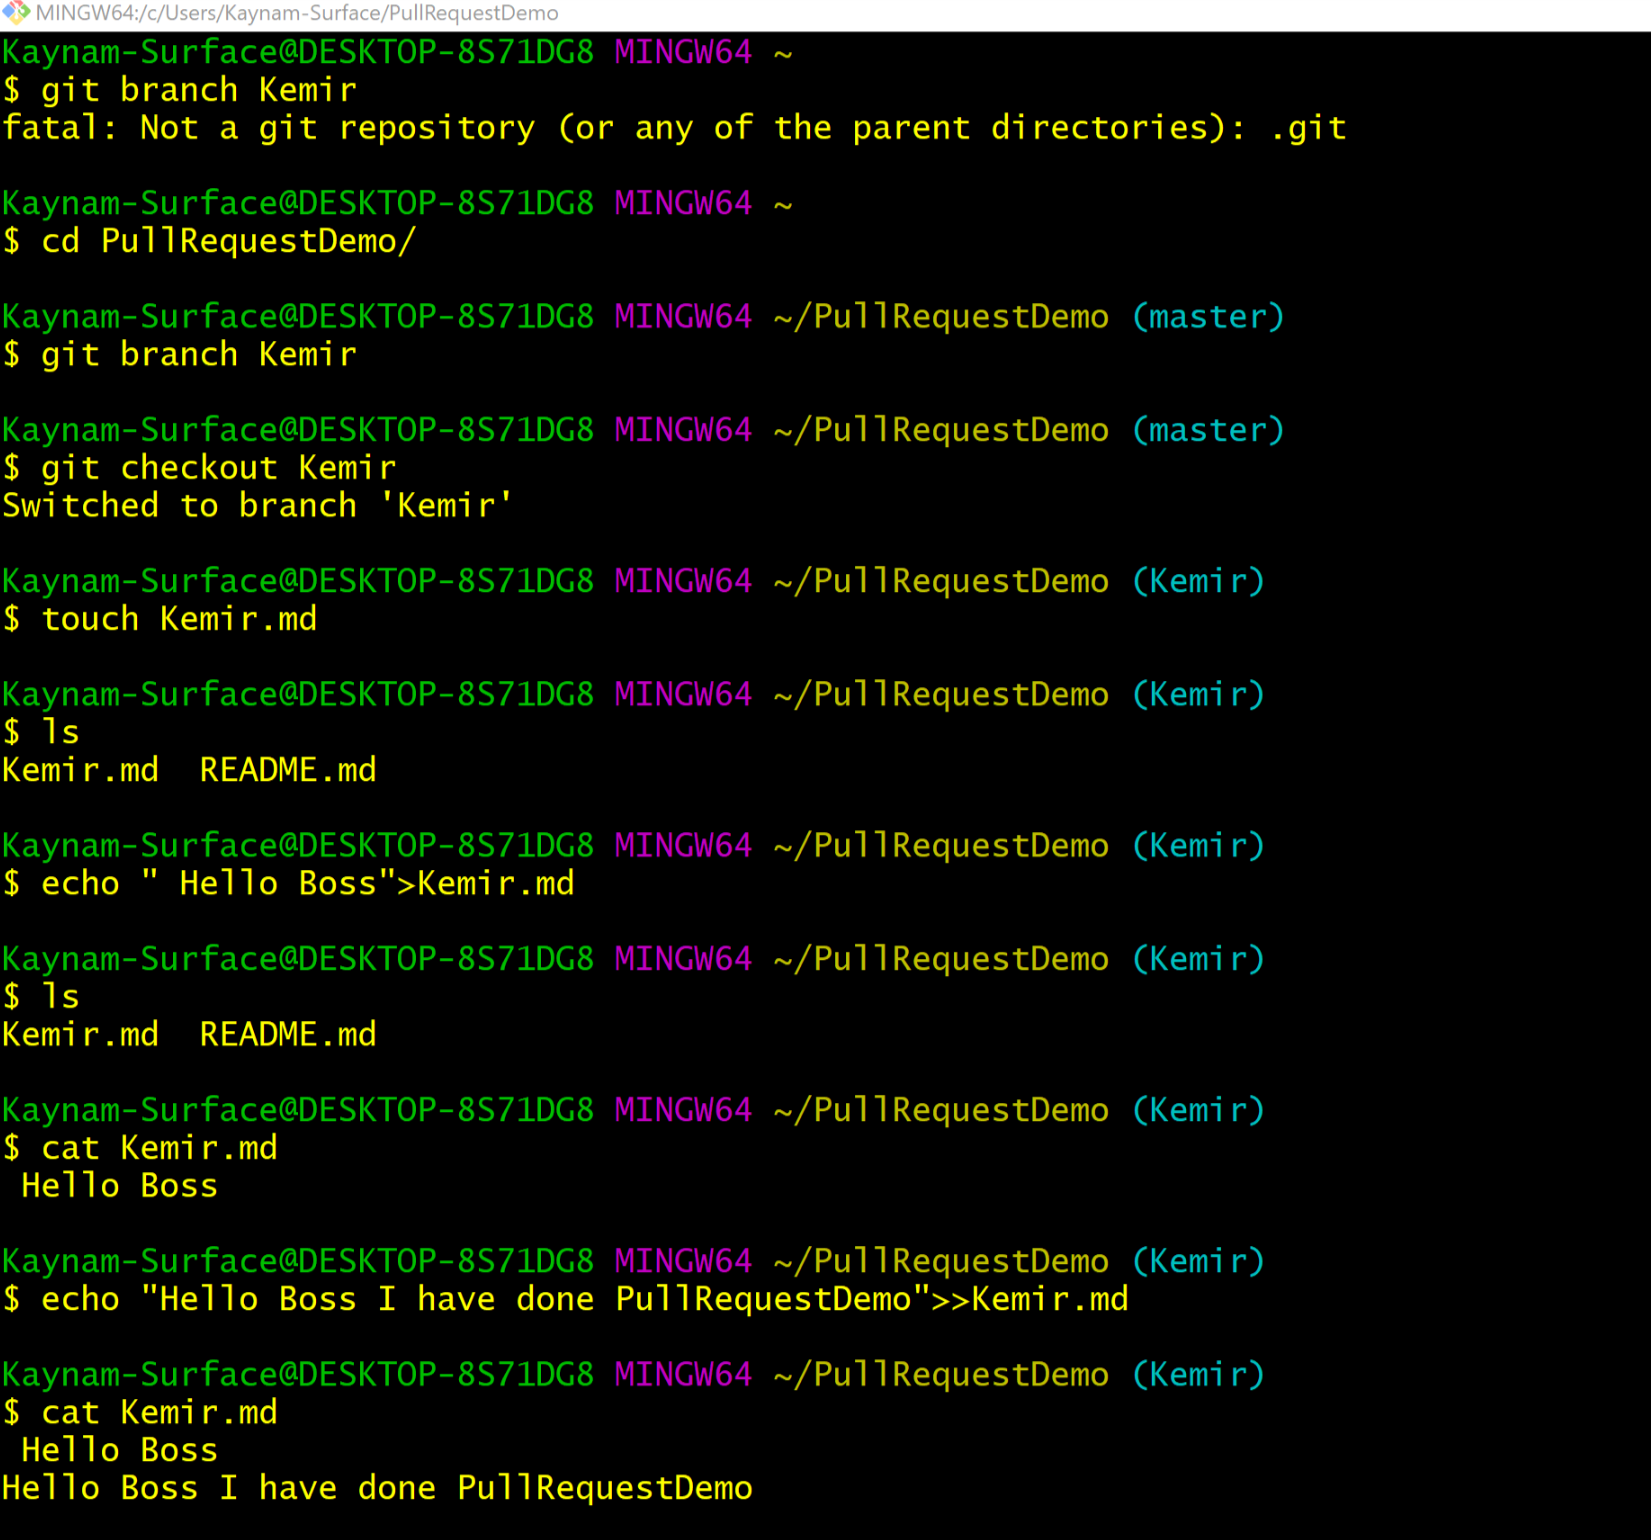 MINGW64:/c/Users/Kaynam-Surface/PullRequestDemo
Kaynam-Surface@DESKTOP-8S71DG8 MINGW64 ~
$ git branch Kemir
fatal: Not a git repository (or any of the parent directories): .git
Kaynam-Surface@DESKTOP-8S71DG8 MINGW64 ~
$ cd PullRequestDemo/
Kaynam-Surface@DESKTOP-8S71DG8 MINGW64 ~/PullRequestDemo (master)
$ git branch Kemir
Kaynam-Surface@DESKTOP-8S71DG8 MINGW64 ~/PullRequestDemo (master)
$ git checkout Kemir
Switched to branch 'Kemir'
Kaynam-Surface@DESKTOP-8S71DG8 MINGW64 ~/PullRequestDemo (Kemir)
$ touch Kemir.md
Kaynam-Surface@DESKTOP-8S71DG8 MINGW64 ~/PullRequestDemo (Kemir)
$ ls
Kemir.md  README.md
Kaynam-Surface@DESKTOP-8S71DG8 MINGW64 ~/PullRequestDemo (Kemir)
$ echo " Hello Boss">Kemir.md
Kaynam-Surface@DESKTOP-8S71DG8 MINGW64 ~/PullRequestDemo (Kemir)
$ ls
Kemir.md  README.md
Kaynam-Surface@DESKTOP-8S71DG8 MINGW64 ~/PullRequestDemo (Kemir)
$ cat Kemir.md
 Hello Boss
Kaynam-Surface@DESKTOP-8S71DG8 MINGW64 ~/PullRequestDemo (Kemir)
$ echo "Hello Boss I have done PullRequestDemo">>Kemir.md
Kaynam-Surface@DESKTOP-8S71DG8 MINGW64 ~/PullRequestDemo (Kemir)
$ cat Kemir.md
 Hello Boss
Hello Boss I have done PullRequestDemo